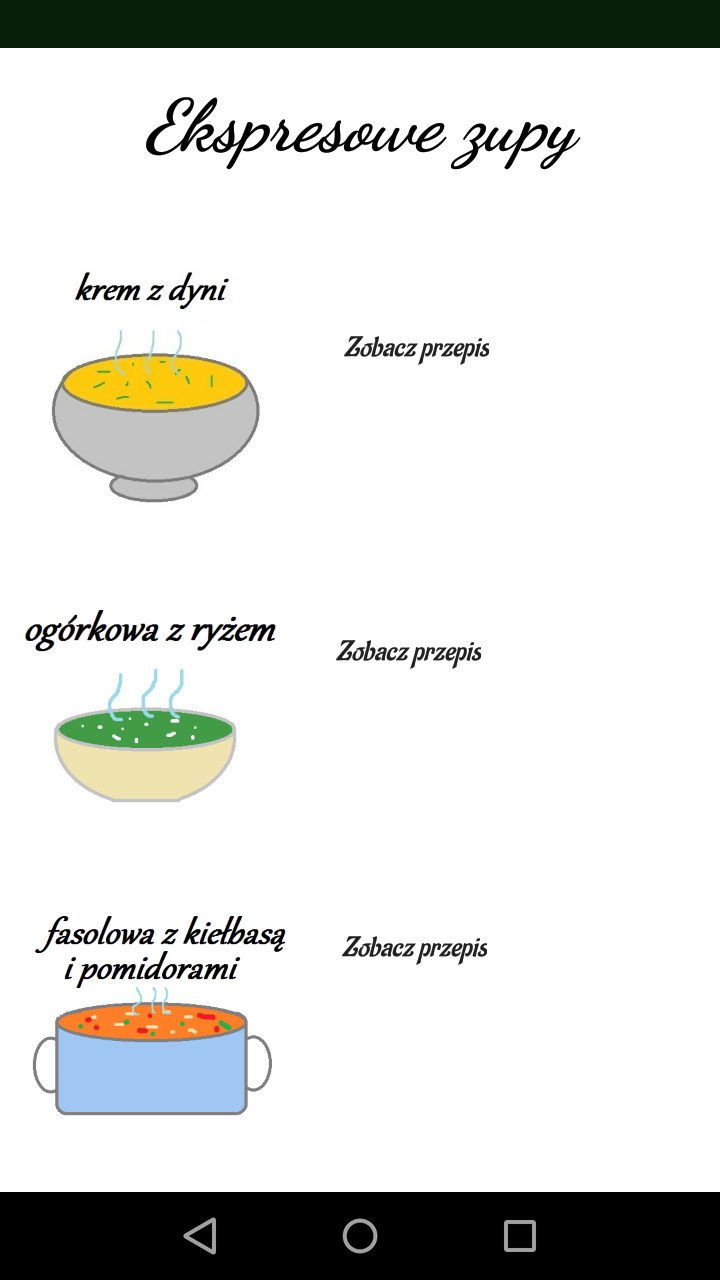 Ekspresowe zupy
krem z dyni
Zobacz przepis
ogórkowa z ryżem
Zobacz przepis
fasolowa z kiełbasą
i pomidorami
Zobacz przepis